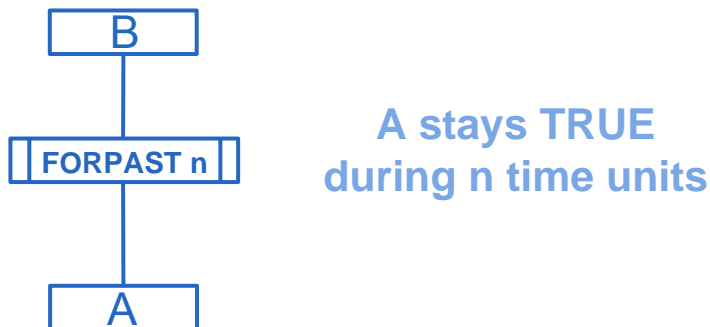 B
FORPAST n
A stays TRUE
during n time units
A